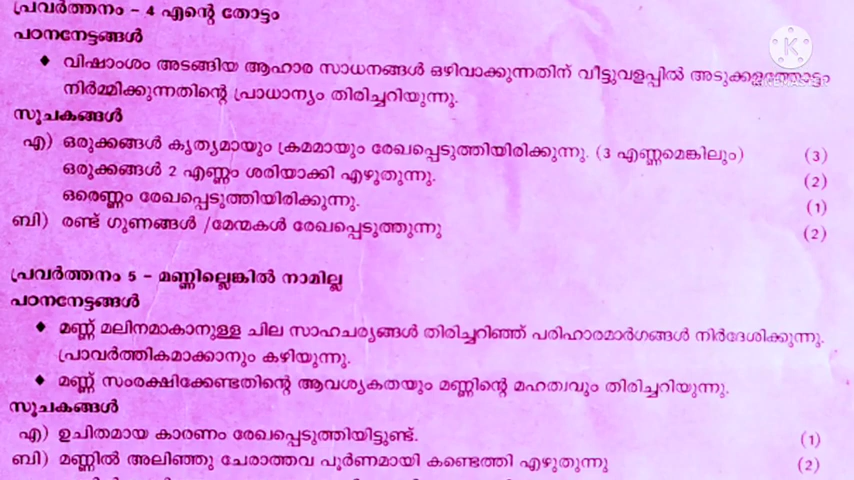 പ്രവർത്തനം - 4 എന്റെ തോട്ടം
പഠനനേട്ടങ്ങൾ
♦ വിഷാംശം അടങ്ങിയ ആഹാര സാധനങ്ങൾ ഒഴിവാക്കുന്നതിന് വീട്ടുവളപ്പിൽ അടുക്കളത്തോട്ടം
നിർമ്മിക്കുന്നതിന്റെ പ്രാധാന്യം തിരിച്ചറിയുന്നു.
സൂചകങ്ങൾ
എ) ഒരുക്കങ്ങൾ കൃത്യമായും ക്രമമായും രേഖപ്പെടുത്തിയിരിക്കുന്നു. (3 എണ്ണമെങ്കിലും) (3)
ഒരുക്കങ്ങൾ 2 എണ്ണം ശരിയാക്കി എഴുതുന്നു. (2)
ഒരെണ്ണം രേഖപ്പെടുത്തിയിരിക്കുന്നു. (1)
ബി) രണ്ട് ഗുണങ്ങൾ /മേന്മകൾ രേഖപ്പെടുത്തുന്നു (2)
പ്രവർത്തനം 5 - മണ്ണില്ലെങ്കിൽ നാമില്ല
പഠനനേട്ടങ്ങൾ
♦ മണ്ണ് മലിനമാകാനുള്ള ചില സാഹചര്യങ്ങൾ തിരിച്ചറിഞ്ഞ് പരിഹാരമാർഗങ്ങൾ നിർദേശിക്കുന്നു.
പ്രാവർത്തികമാക്കാനും കഴിയുന്നു.
♦ മണ്ണ് സംരക്ഷിക്കേണ്ടതിന്റെ ആവശ്യകതയും മണ്ണിന്റെ മഹത്വവും തിരിച്ചറിയുന്നു.
സൂചകങ്ങൾ
എ) ഉചിതമായ കാരണം രേഖപ്പെടുത്തിയിട്ടുണ്ട്. (1)
ബി) മണ്ണിൽ അലിഞ്ഞു ചേരാത്തവ പൂർണമായി കണ്ടെത്തി എഴുതുന്നു (2)